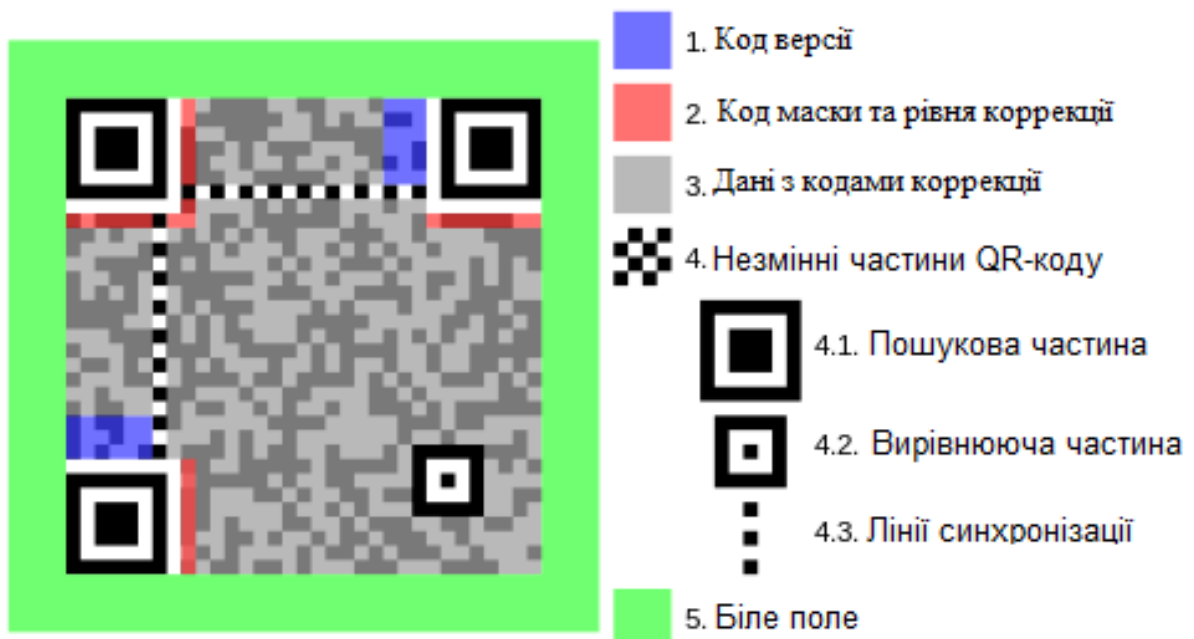 1. Код версії
2. Код маски та рівня коррекції
3. Дані з кодами коррекції
4. Незмінні частини QR-коду
4.1. Пошукова частина
4.2. Вирівнююча частина
4.3. Лінії синхронізації
5. Біле поле